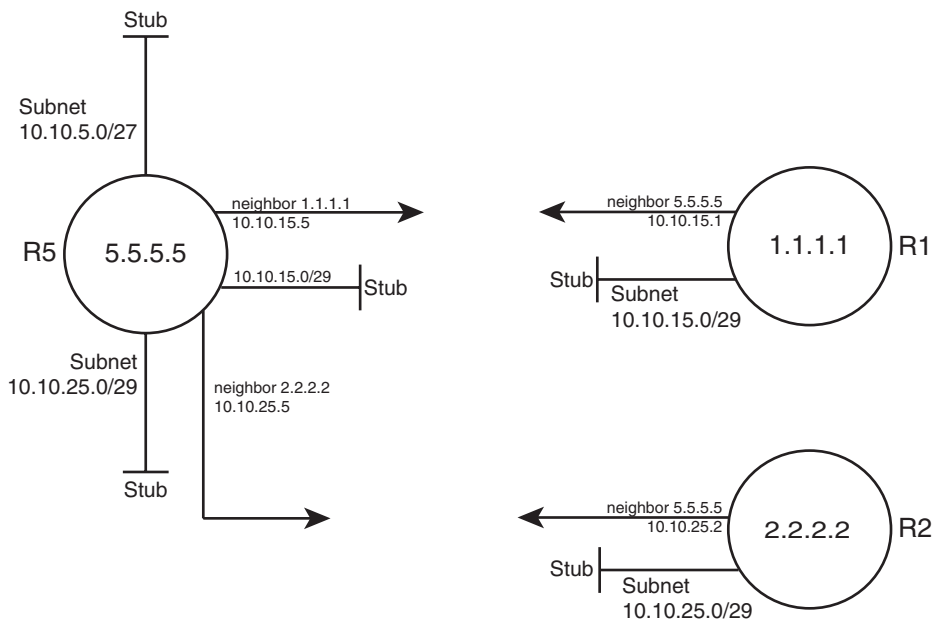 Stub
Subnet
10.10.5.0/27
R5
5.5.5.5
neighbor 1.1.1.1
10.10.15.5
10.10.15.0/29
Stub
Subnet
10.10.25.0/29
neighbor 2.2.2.2
10.10.25.5
Stub
neighbor 5.5.5.5
10.10.15.1
1.1.1.1
R1
Stub
Subnet
10.10.15.0/29
neighbor 5.5.5.5
10.10.25.2
2.2.2.2
R2
Stub
Subnet
10.10.25.0/29